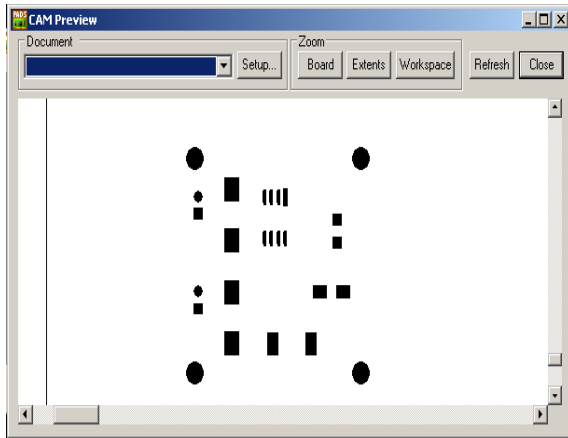 PADS CAM Preview
Document
Zoom
Setup...
Board Extents Workspace
Refresh Close